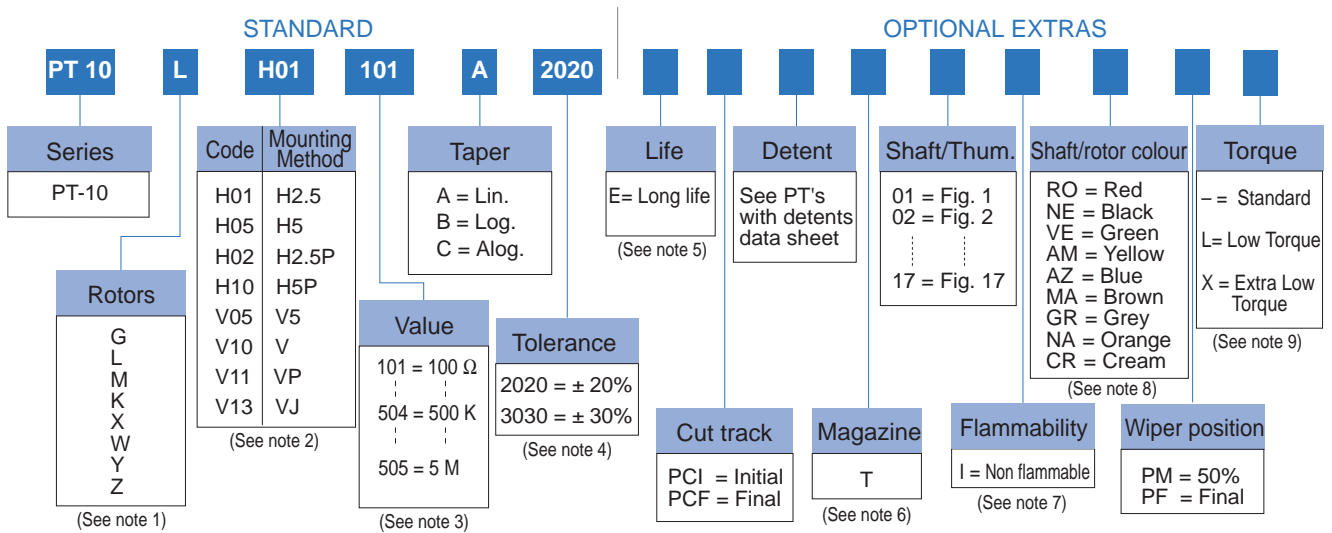 STANDARD
OPTIONAL EXTRAS
PT 10 L H01 101 A 2020
Series
PT-10
Rotors
G
L
M
K
X
W
Y
Z
(See note 1)
Code Mounting Method
H01 H2.5
H05 H5
H02 H2.5P
H10 H5P
V05 V5
V10 V
V11 VP
V13 VJ
(See note 2)
Value
101 = 100 Ω
504 = 500 K
505 = 5 M
(See note 3)
Taper
A = Lin.
B = Log.
C = Alog.
Tolerance
2020 = ± 20%
3030 = ± 30%
(See note 4)
Life
E= Long life
(See note 5)
Cut track
PCI = Initial
PCF = Final
Detent
See PT's
with detents
data sheet
Magazine
T
(See note 6)
Shaft/Thum.
01 = Fig. 1
02 = Fig. 2
17 = Fig. 17
Flammability
I = Non flammable
(See note 7)
Shaft/rotor colour
RO = Red
NE = Black
VE = Green
AM = Yellow
AZ = Blue
MA = Brown
GR = Grey
NA = Orange
CR = Cream
(See note 8)
Wiper position
PM = 50%
PF = Final
Torque
– = Standard
L= Low Torque
X = Extra Low
Torque
(See note 9)